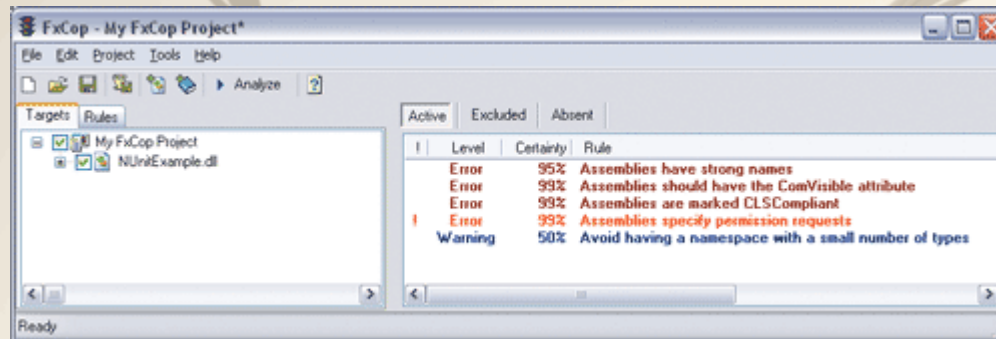 FxCop - My FxCop Project*
File Edit Project Tools Help
Analyze
Targets Rules
My FxCop Project
NUnitExample.dll
Active Excluded Absent
! Level Certainty Rule
Error 95% Assemblies have strong names
Error 99% Assemblies should have the ComVisible attribute
Error 99% Assemblies are marked CLSCompliant
! Error 99% Assemblies specify permission requests
Warning 50% Avoid having a namespace with a small number of types
Ready